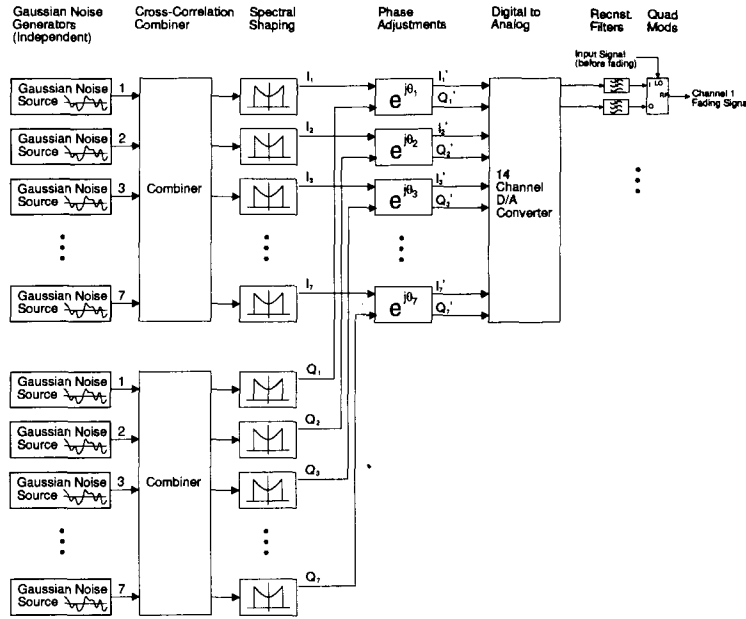 Gaussian Noise Generators (Independent)
Cross-Correlation Combiner
Spectral Shaping
Phase Adjustments
Digital to Analog
Recnst. Filters
Quad Mods
Input Signal (before fading)
I
LO
RF
Q
Channel 1 Fading Signal
Gaussian Noise Source
1
Gaussian Noise Source
2
Gaussian Noise Source
3
Gaussian Noise Source
7
Combiner
I₁
I₂
I₃
I₇
e^jθ₁
e^jθ₂
e^jθ₃
e^jθ₇
I₁'
Q₁'
I₂'
Q₂'
I₃'
Q₃'
I₇'
Q₇'
14 Channel D/A Converter
Gaussian Noise Source
1
Gaussian Noise Source
2
Gaussian Noise Source
3
Gaussian Noise Source
7
Combiner
Q₁
Q₂
Q₃
Q₇